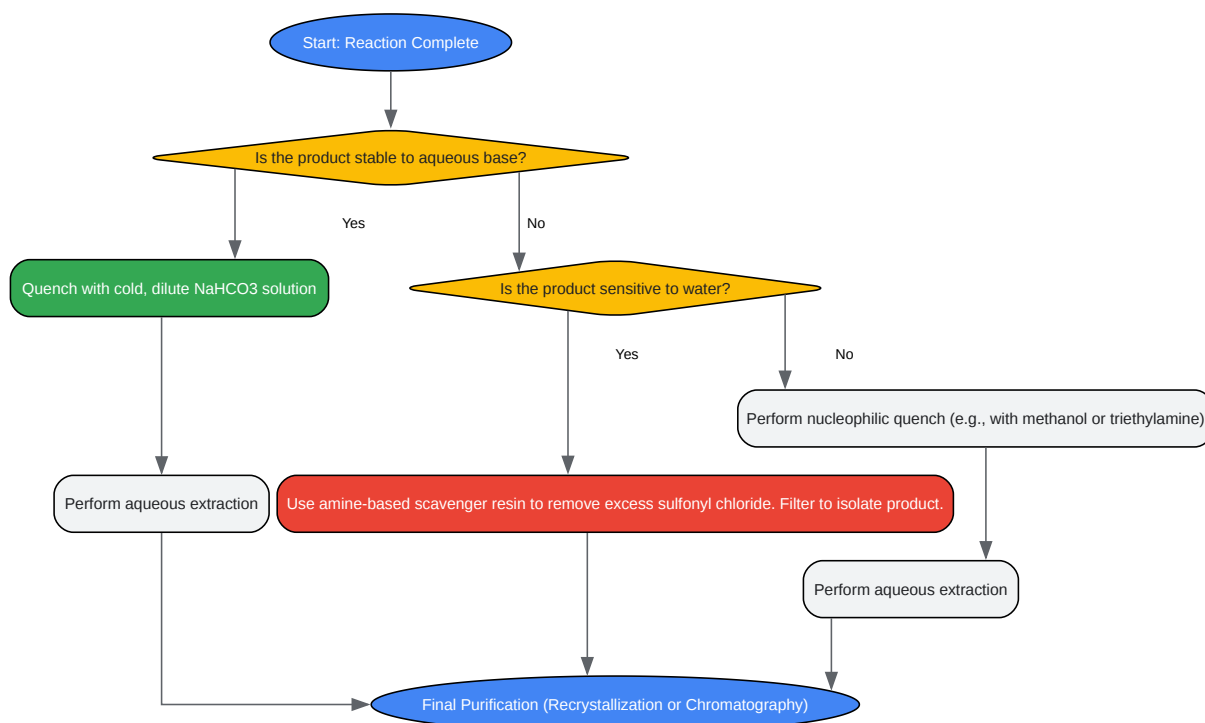 Start: Reaction Complete
Is the product stable to aqueous base?
Yes
No
Quench with cold, dilute NaHCO3 solution
Is the product sensitive to water?
Yes
No
Perform nucleophilic quench (e.g., with methanol or triethylamine)
Perform aqueous extraction
Use amine-based scavenger resin to remove excess sulfonyl chloride. Filter to isolate product.
Perform aqueous extraction
Final Purification (Recrystallization or Chromatography)